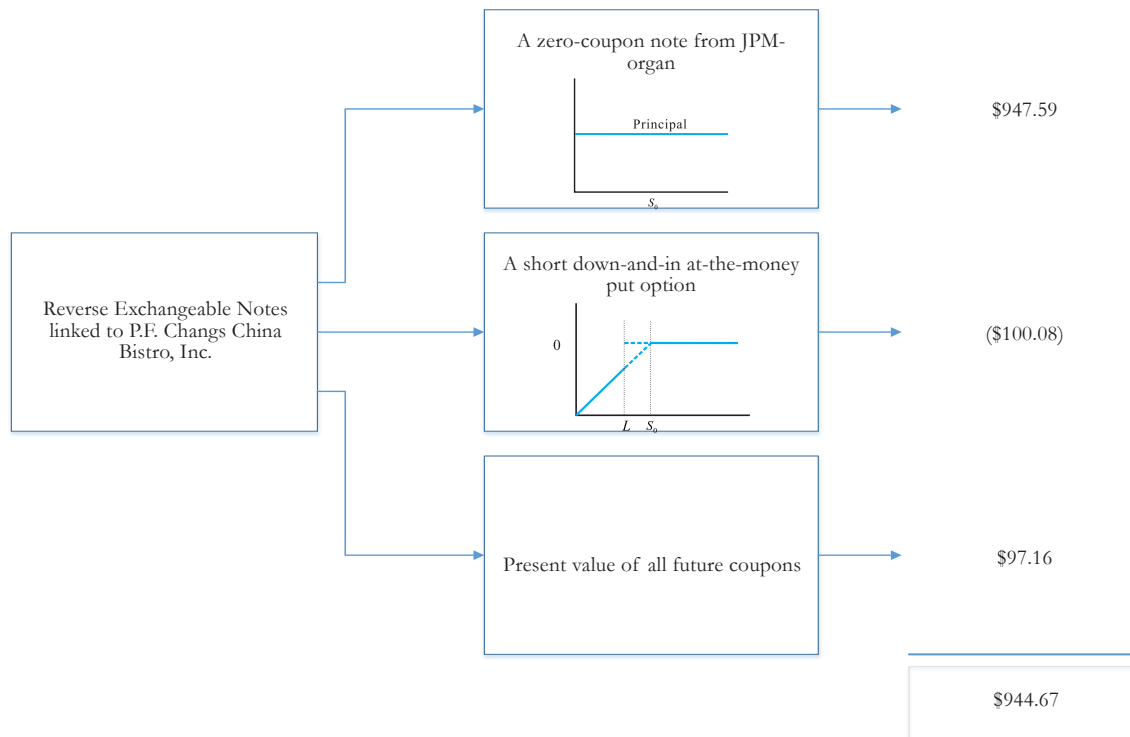 A zero-coupon note from JPM-
organ
Principal
S₀
$947.59
Reverse Exchangeable Notes
linked to P.F. Changs China
Bistro, Inc.
A short down-and-in at-the-money
put option
0
L S₀
($100.08)
Present value of all future coupons
$97.16
$944.67